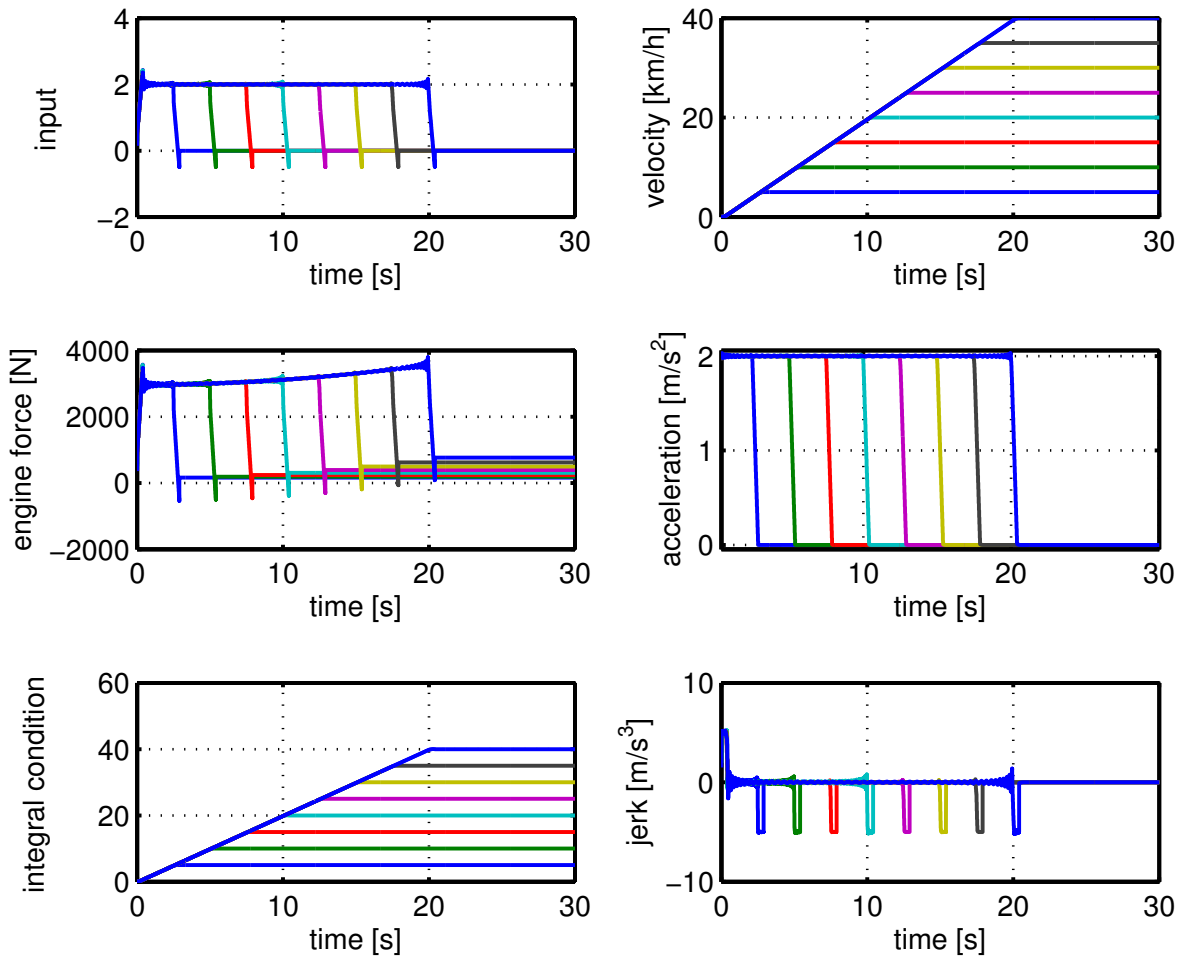 4
2
0
−2
input
0 10 20 30
time [s]
40
20
0
velocity [km/h]
0 10 20 30
time [s]
4000
2000
0
−2000
engine force [N]
0 10 20 30
time [s]
2
1
0
acceleration [m/s²]
0 10 20 30
time [s]
60
40
20
0
integral condition
0 10 20 30
time [s]
10
0
−10
jerk [m/s³]
0 10 20 30
time [s]